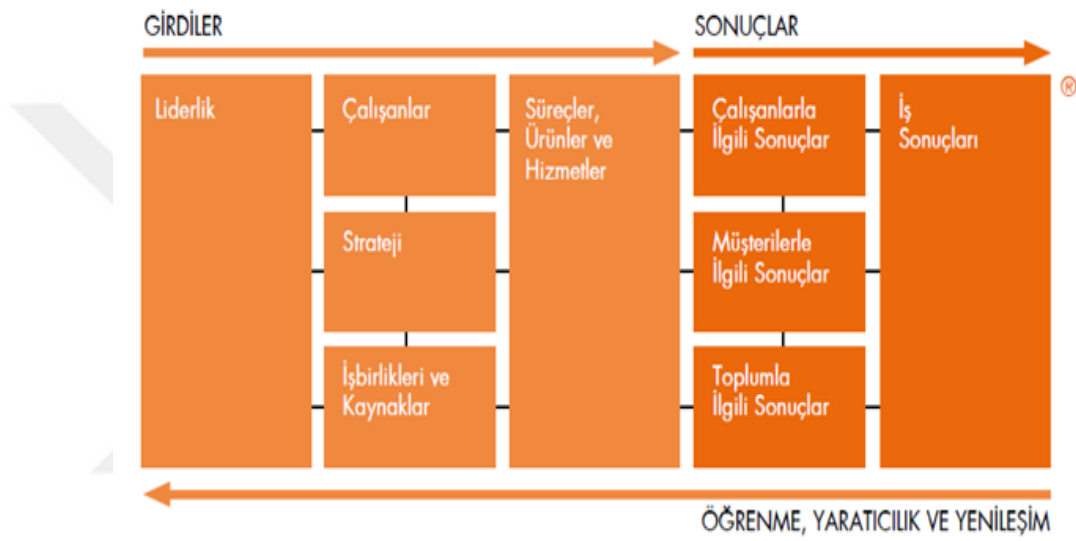 GİRDİLER
SONUÇLAR
®
Liderlik
Çalışanlar
Süreçler,
Ürünler ve
Hizmetler
Çalışanlarla
İlgili Sonuçlar
İş
Sonuçları
Strateji
Müşterilerle
İlgili Sonuçlar
İşbirlikleri ve
Kaynaklar
Toplumla
İlgili Sonuçlar
ÖĞRENME, YARATICILIK VE YENİLEŞİM